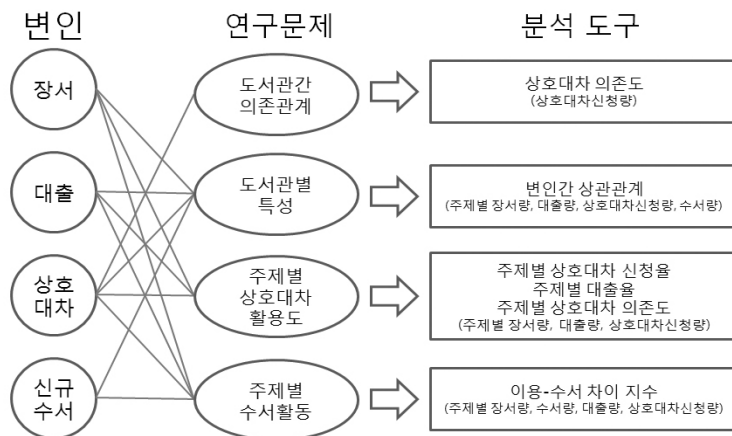 변인
연구문제
분석 도구
장서
도서관간
의존관계
상호대차 의존도
(상호대차신청량)
대출
도서관별
특성
변인간 상관관계
(주제별 장서량, 대출량, 상호대차신청량, 수서량)
상호
대차
주제별
상호대차
활용도
주제별 상호대차 신청율
주제별 대출율
주제별 상호대차 의존도
(주제별 장서량, 대출량, 상호대차신청량)
신규
수서
주제별
수서활동
이용-수서 차이 지수
(주제별 장서량, 수서량, 대출량, 상호대차신청량)